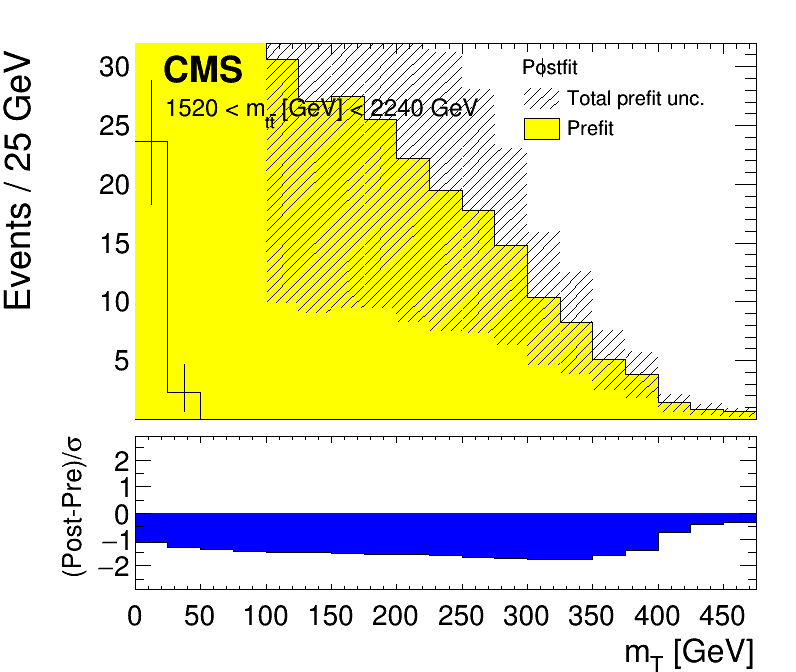 CMS
1520 < m_tt̄ [GeV] < 2240 GeV
Postfit
Total prefit unc.
Prefit
Events / 25 GeV
30
25
20
15
10
5
(Post-Pre)/σ
2
1
0
−1
−2
0 50 100 150 200 250 300 350 400 450
m_T [GeV]